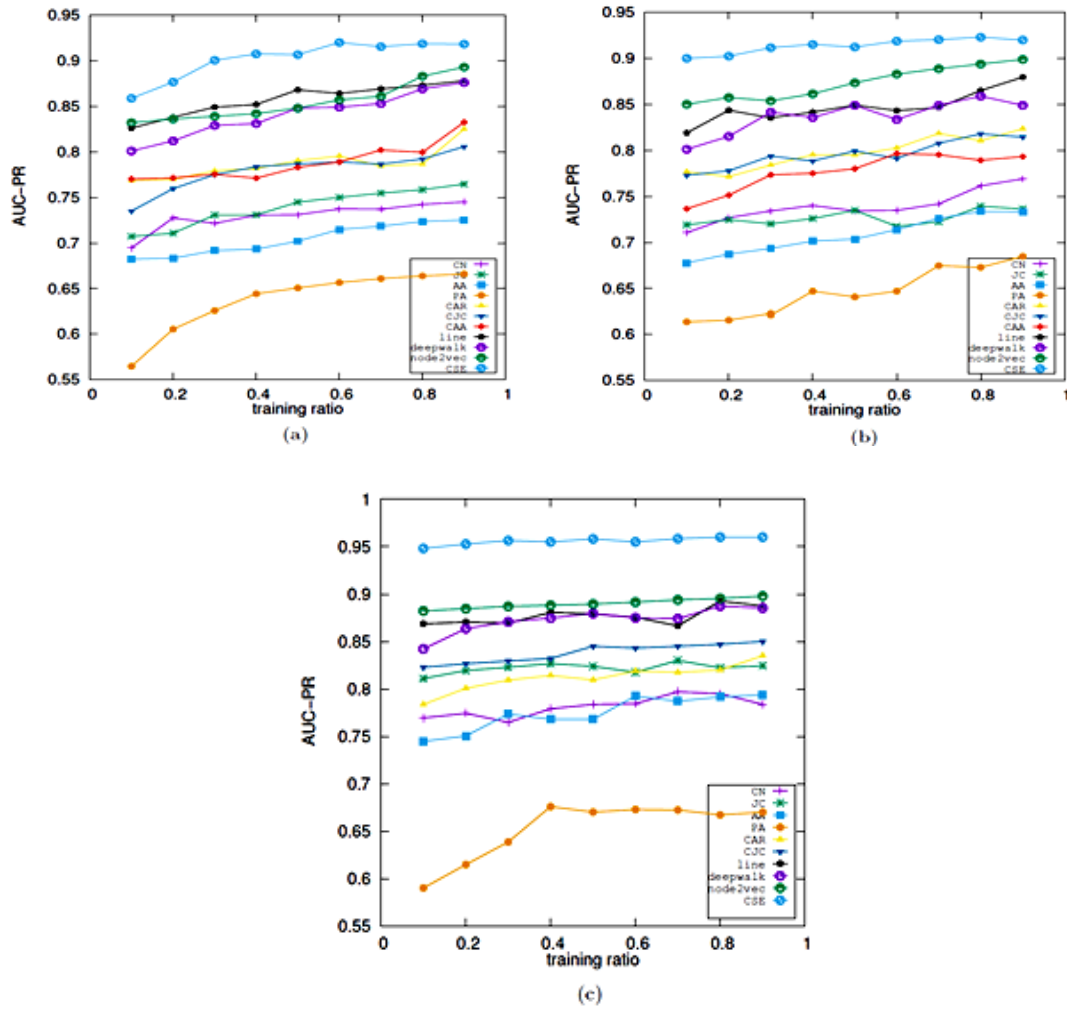 0.95
0.9
0.85
0.8
0.75
0.7
0.65
0.6
0.55
AUC-PR
0 0.2 0.4 0.6 0.8 1
training ratio
CN
JC
AA
PA
CAR
CJC
CAA
line
deepwalk
node2vec
CSE
(a)
0.95
0.9
0.85
0.8
0.75
0.7
0.65
0.6
0.55
AUC-PR
0 0.2 0.4 0.6 0.8 1
training ratio
CN
JC
AA
PA
CAR
CJC
CAA
line
deepwalk
node2vec
CSE
(b)
1
0.95
0.9
0.85
0.8
0.75
0.7
0.65
0.6
0.55
AUC-PR
0 0.2 0.4 0.6 0.8 1
training ratio
CN
JC
AA
PA
CAR
CJC
line
deepwalk
node2vec
CSE
(c)